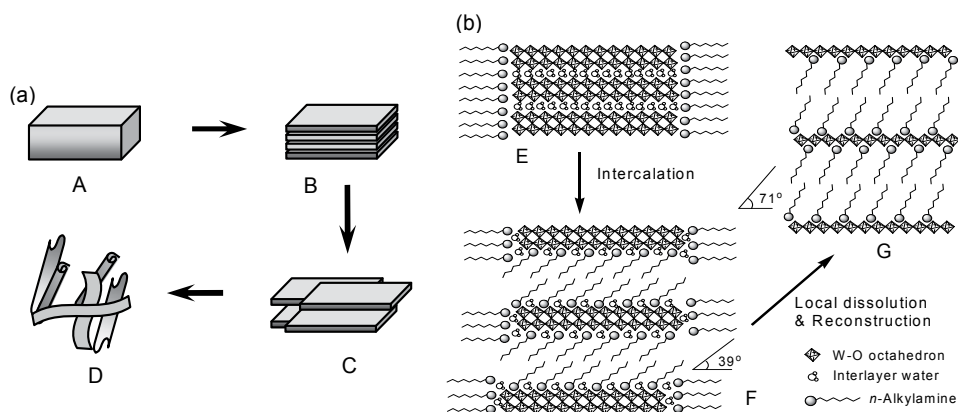 (a)
A
B
C
D
(b)
E
Intercalation
39°
F
Local dissolution
& Reconstruction
71°
G
W-O octahedron
Interlayer water
n-Alkylamine